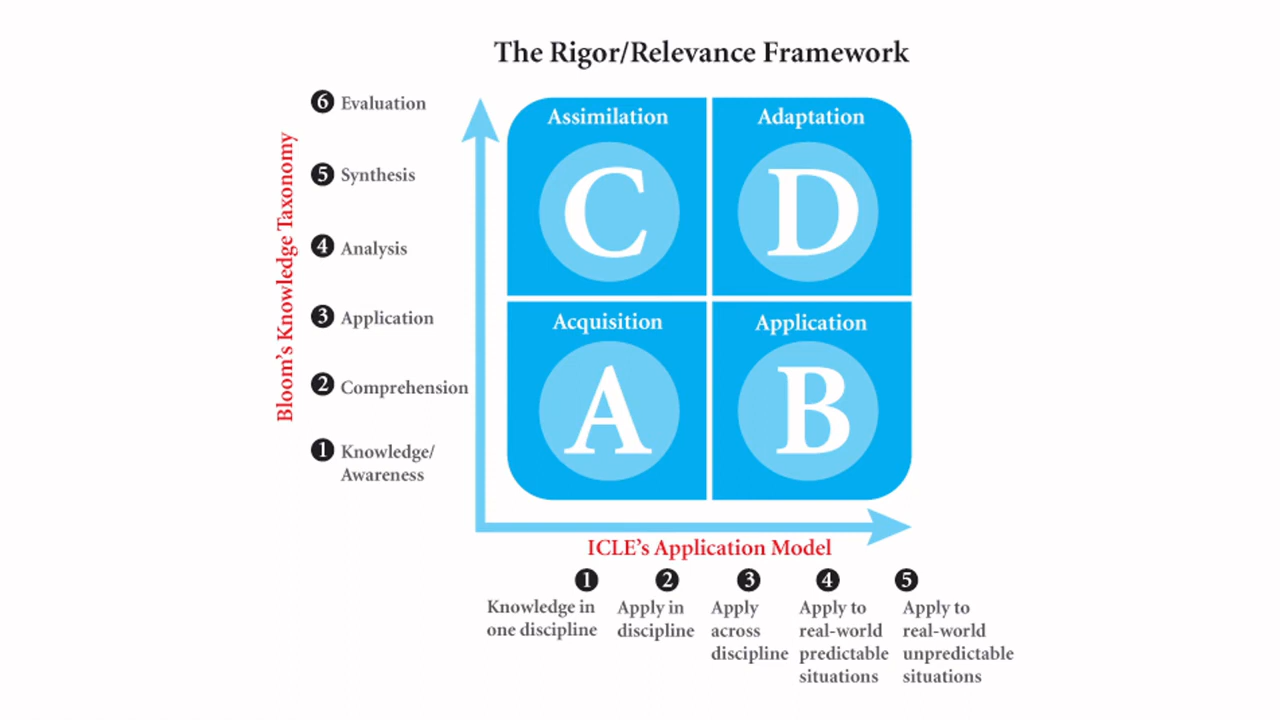 The Rigor/Relevance Framework
Bloom's Knowledge Taxonomy
6 Evaluation
5 Synthesis
4 Analysis
3 Application
2 Comprehension
1 Knowledge/
Awareness
Assimilation
C
Adaptation
D
Acquisition
A
Application
B
ICLE's Application Model
1
Knowledge in
one discipline
2
Apply in
discipline
3
Apply
across
discipline
4
Apply to
real-world
predictable
situations
5
Apply to
real-world
unpredictable
situations